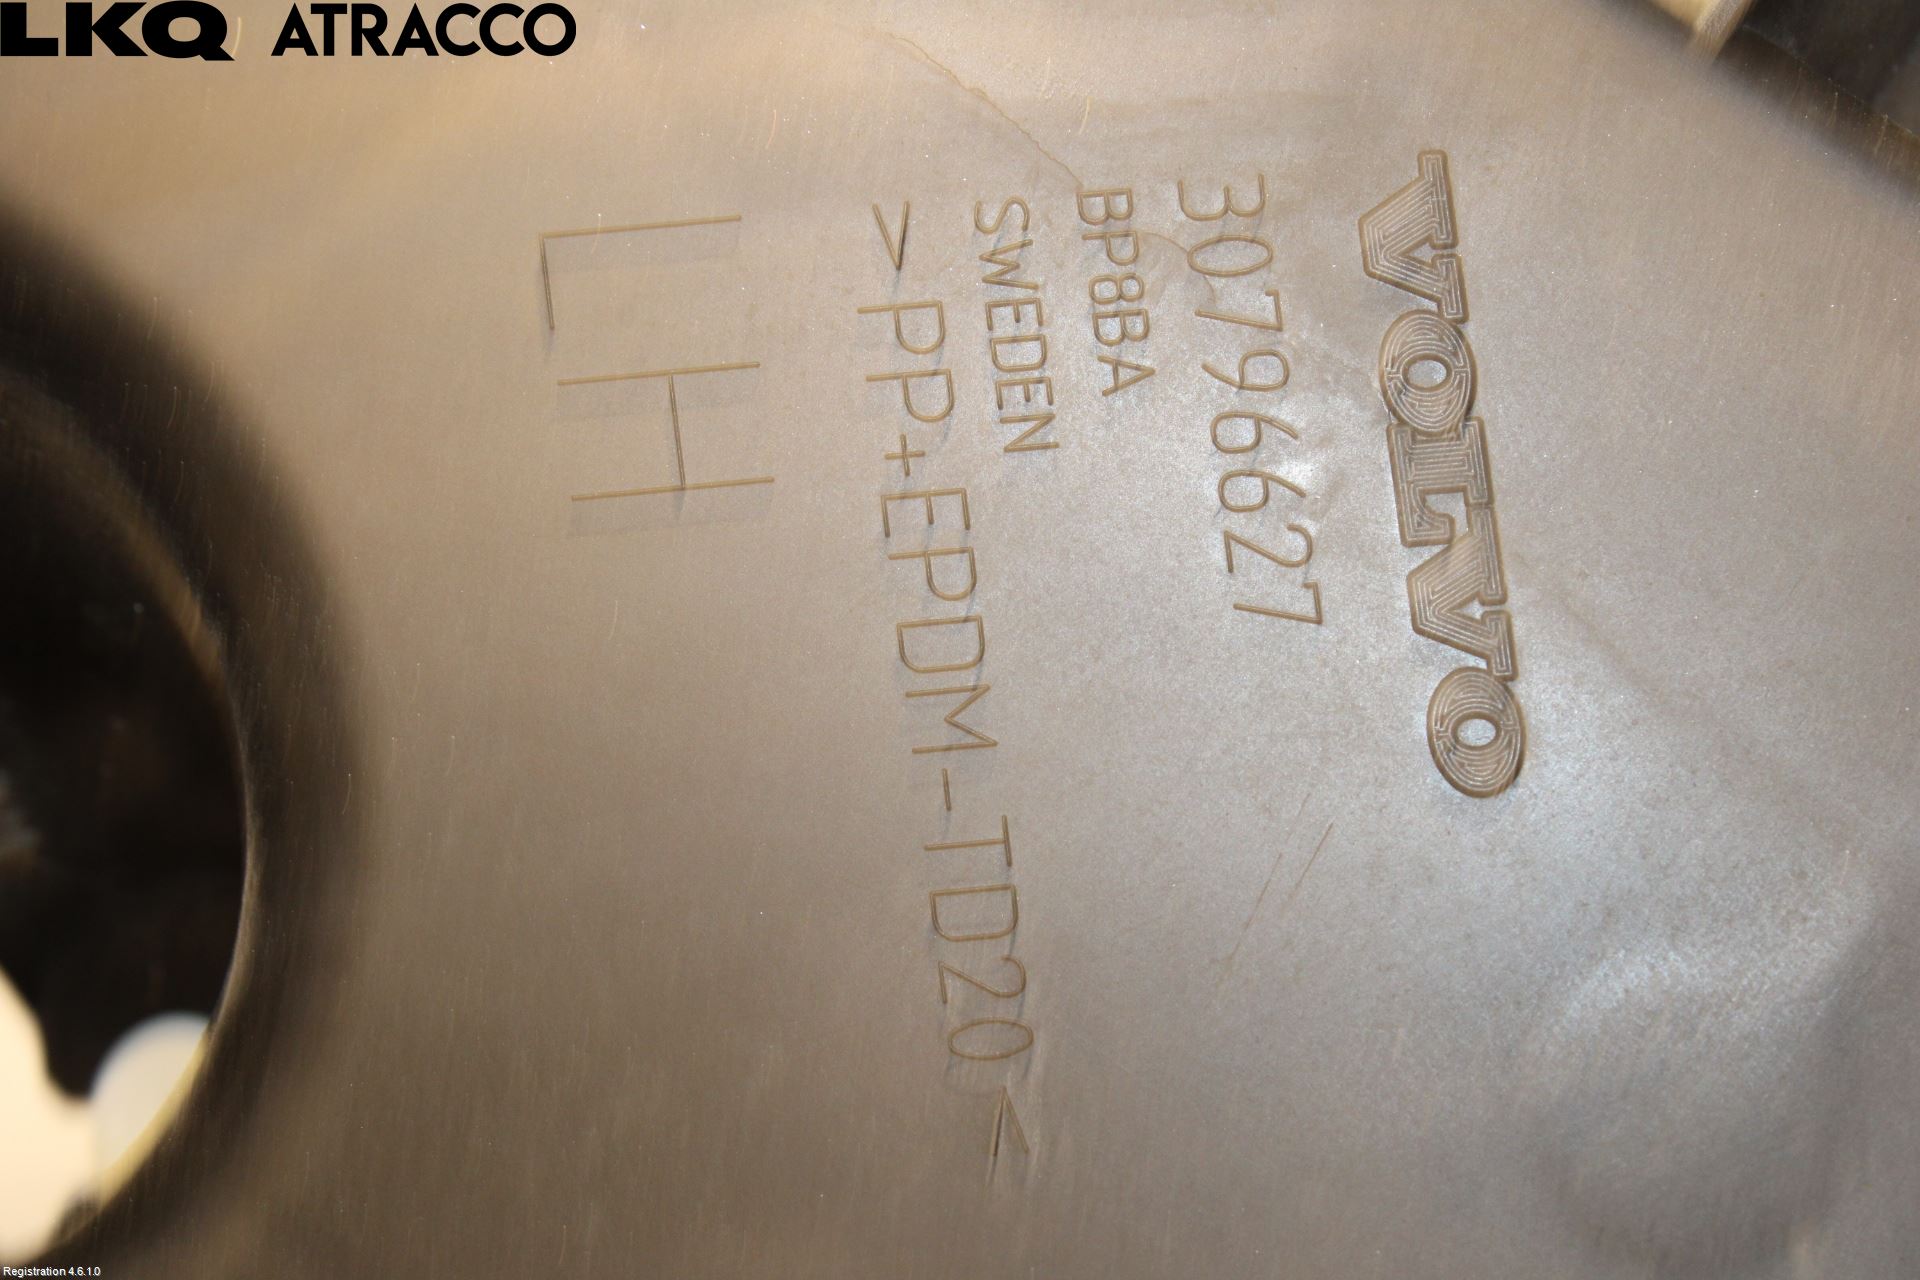 LKQ ATRACCO
VOLVO
30796627
BP8BA
SWEDEN
>PP+EPDM-TD20<
LH
Registration 4.6.1.0